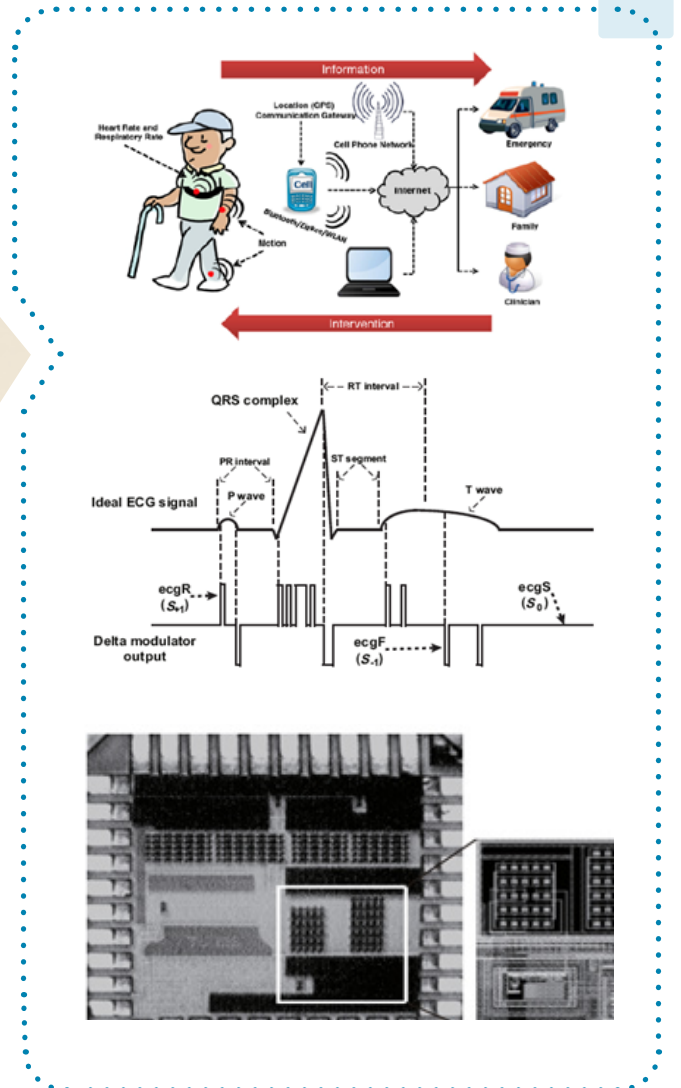 Information
Location (GPS)
Communication Gateway
Heart Rate and
Respiratory Rate
Cell Phone Network
Emergency
Cell
Internet
Bluetooth/Zigbee/WLAN
Family
Motion
Clinician
Intervention
RT interval
QRS complex
PR interval
ST segment
P wave
T wave
Ideal ECG signal
ecgR
(S+1)
ecgS
(S0)
Delta modulator
output
ecgF
(S-1)